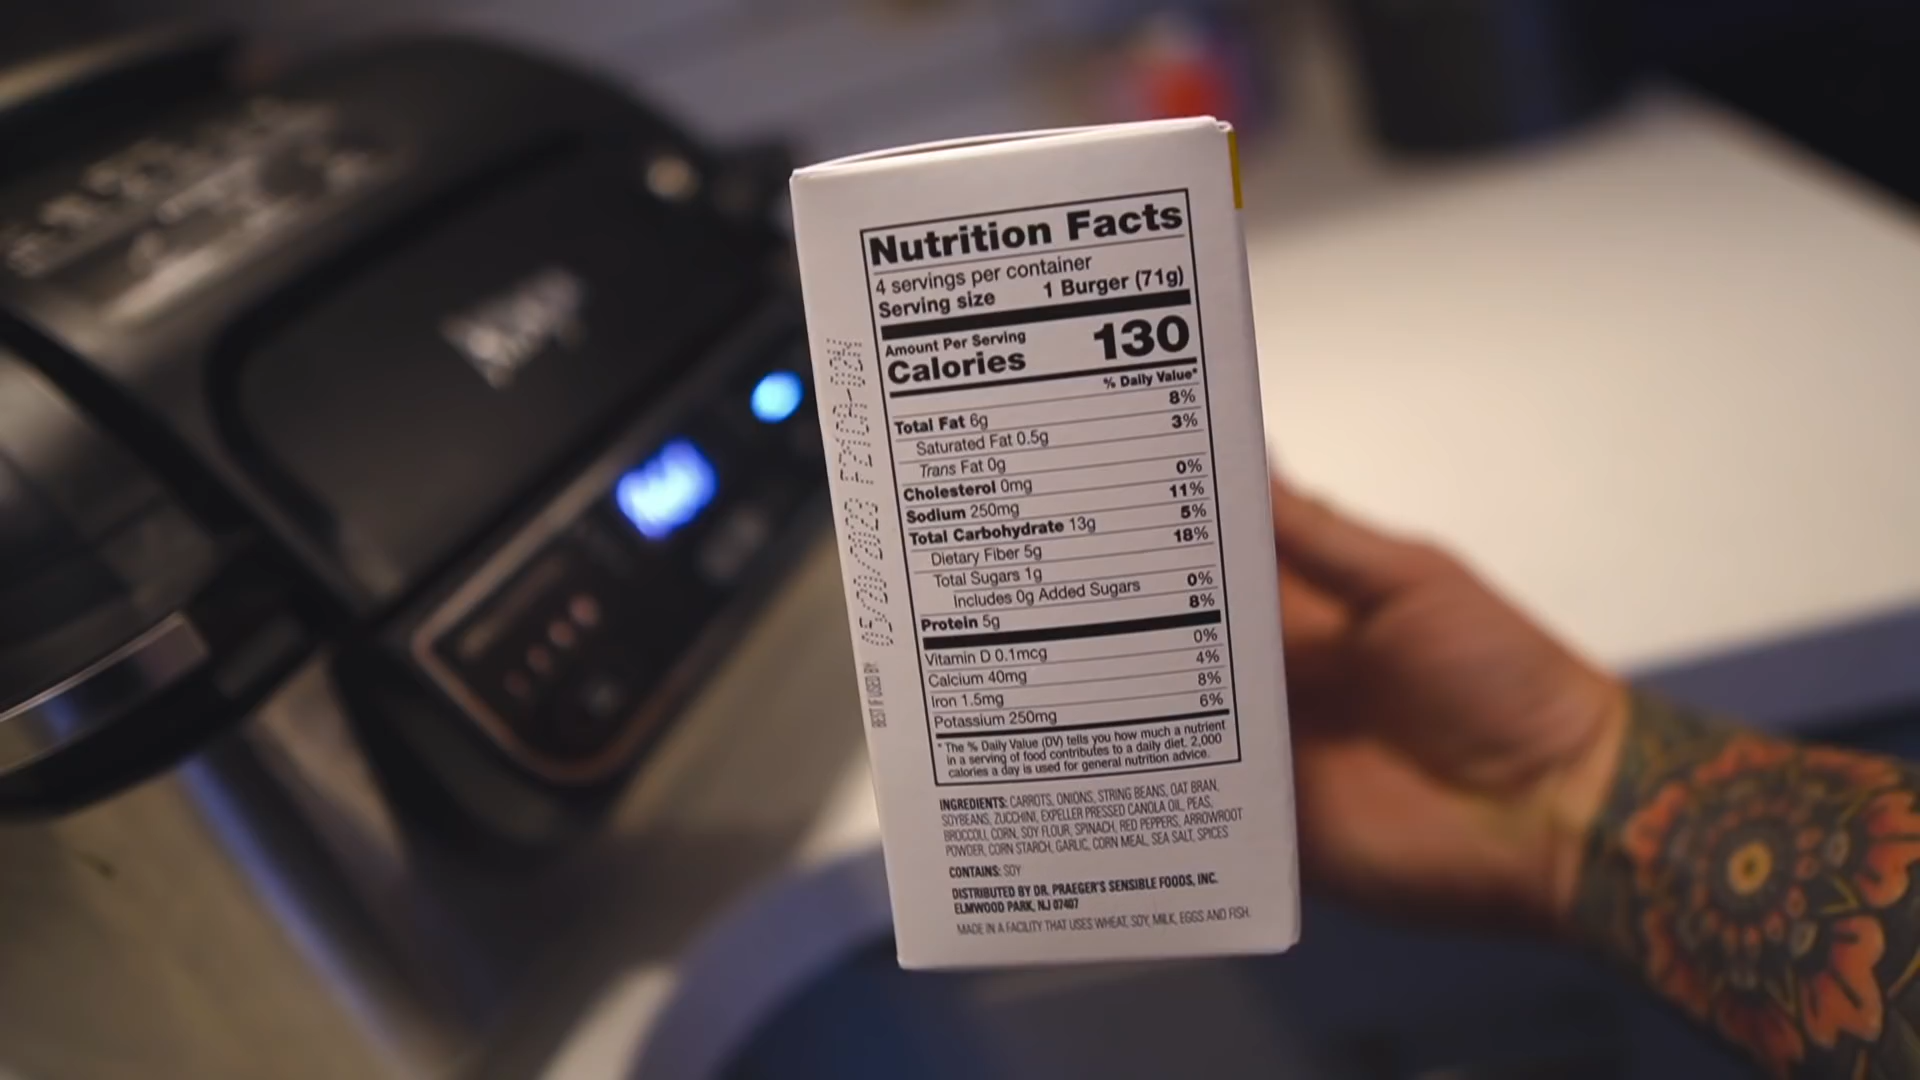 Nutrition Facts
4 servings per container
Serving size 1 Burger (71g)
Amount Per Serving
Calories 130
% Daily Value*
Total Fat 6g 8%
Saturated Fat 0.5g 3%
Trans Fat 0g
Cholesterol 0mg 0%
Sodium 250mg 11%
Total Carbohydrate 13g 5%
Dietary Fiber 5g 18%
Total Sugars 1g
Includes 0g Added Sugars 0%
Protein 5g 8%
Vitamin D 0.1mcg 0%
Calcium 40mg 4%
Iron 1.5mg 8%
Potassium 250mg 6%
* The % Daily Value (DV) tells you how much a nutrient
in a serving of food contributes to a daily diet. 2,000
calories a day is used for general nutrition advice.
INGREDIENTS: CARROTS, ONIONS, STRING BEANS, OAT BRAN,
SOYBEANS, ZUCCHINI, EXPELLER PRESSED CANOLA OIL, PEAS,
BROCCOLI, CORN, SOY FLOUR, SPINACH, RED PEPPERS, ARROWROOT
POWDER, CORN STARCH, GARLIC, CORN MEAL, SEA SALT, SPICES
CONTAINS: SOY
DISTRIBUTED BY DR. PRAEGER'S SENSIBLE FOODS, INC.
ELMWOOD PARK, NJ 07407
MADE IN A FACILITY THAT USES WHEAT, SOY, MILK, EGGS AND FISH.
BEST IF USED BY: